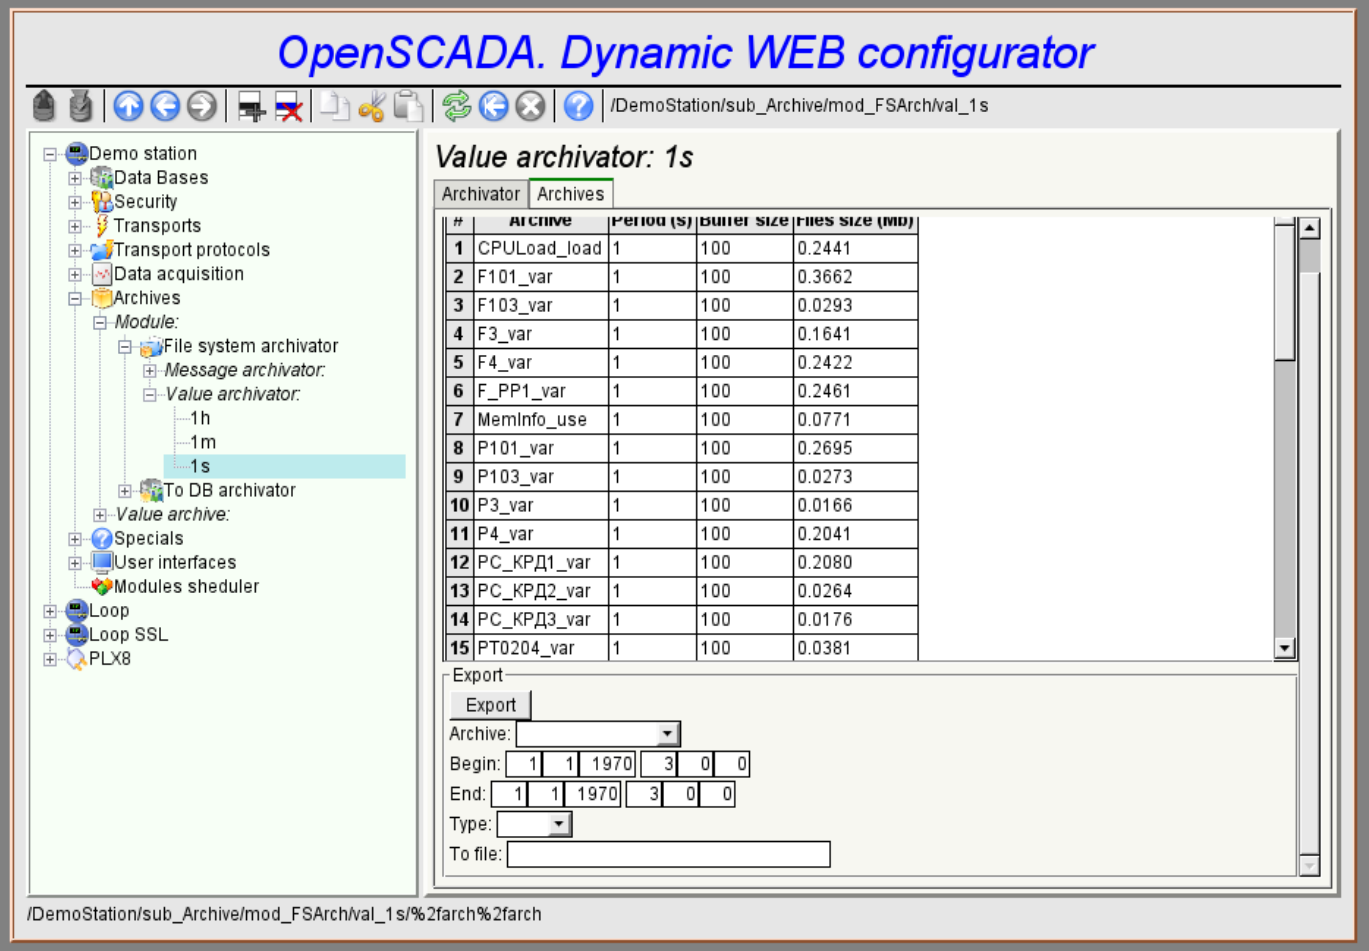 OpenSCADA. Dynamic WEB configurator
/DemoStation/sub_Archive/mod_FSArch/val_1s
Demo station
Data Bases
Security
Transports
Transport protocols
Data acquisition
Archives
Module:
File system archivator
Message archivator:
Value archivator:
1h
1m
1s
To DB archivator
Value archive:
Specials
User interfaces
Modules sheduler
Loop
Loop SSL
PLX8
Value archivator: 1s
Archivator Archives
# Archive Period (s) Buffer size Files size (Mb)
1 CPULoad_load 1 100 0.2441
2 F101_var 1 100 0.3662
3 F103_var 1 100 0.0293
4 F3_var 1 100 0.1641
5 F4_var 1 100 0.2422
6 F_PP1_var 1 100 0.2461
7 MemInfo_use 1 100 0.0771
8 P101_var 1 100 0.2695
9 P103_var 1 100 0.0273
10 P3_var 1 100 0.0166
11 P4_var 1 100 0.2041
12 PC_КРД1_var 1 100 0.2080
13 PC_КРД2_var 1 100 0.0264
14 PC_КРД3_var 1 100 0.0176
15 PT0204_var 1 100 0.0381
Export
Export
Archive:
Begin: 1 1 1970 3 0 0
End: 1 1 1970 3 0 0
Type:
To file:
/DemoStation/sub_Archive/mod_FSArch/val_1s/%2farch%2farch